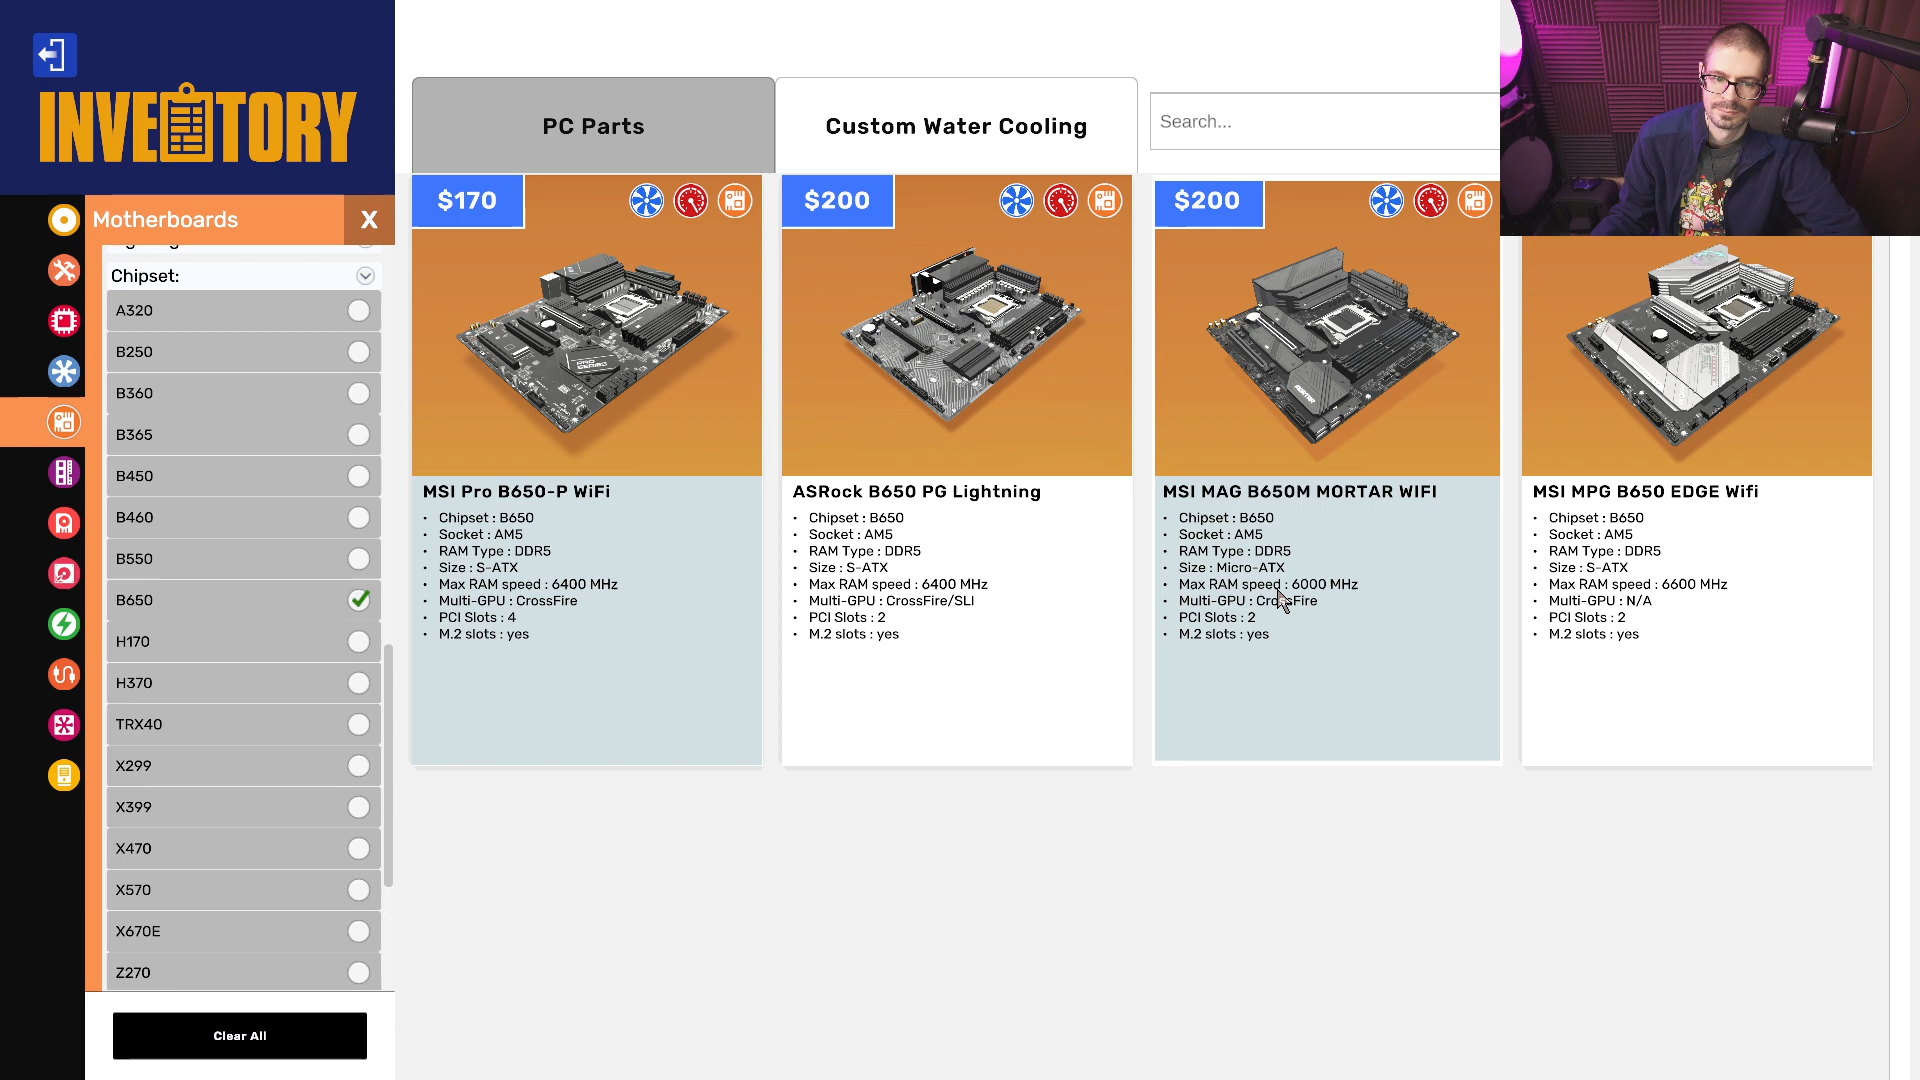 INVENTORY
Motherboards
X
Chipset:
A320
B250
B360
B365
B450
B460
B550
B650
H170
H370
TRX40
X299
X399
X470
X570
X670E
Z270
Clear All
PC Parts
Custom Water Cooling
Search...
$170
MSI Pro B650-P WiFi
• Chipset : B650
• Socket : AM5
• RAM Type : DDR5
• Size : S-ATX
• Max RAM speed : 6400 MHz
• Multi-GPU : CrossFire
• PCI Slots : 4
• M.2 slots : yes
$200
ASRock B650 PG Lightning
• Chipset : B650
• Socket : AM5
• RAM Type : DDR5
• Size : S-ATX
• Max RAM speed : 6400 MHz
• Multi-GPU : CrossFire/SLI
• PCI Slots : 2
• M.2 slots : yes
$200
MSI MAG B650M MORTAR WIFI
• Chipset : B650
• Socket : AM5
• RAM Type : DDR5
• Size : Micro-ATX
• Max RAM speed : 6000 MHz
• Multi-GPU : CrossFire
• PCI Slots : 2
• M.2 slots : yes
MSI MPG B650 EDGE Wifi
• Chipset : B650
• Socket : AM5
• RAM Type : DDR5
• Size : S-ATX
• Max RAM speed : 6600 MHz
• Multi-GPU : N/A
• PCI Slots : 2
• M.2 slots : yes